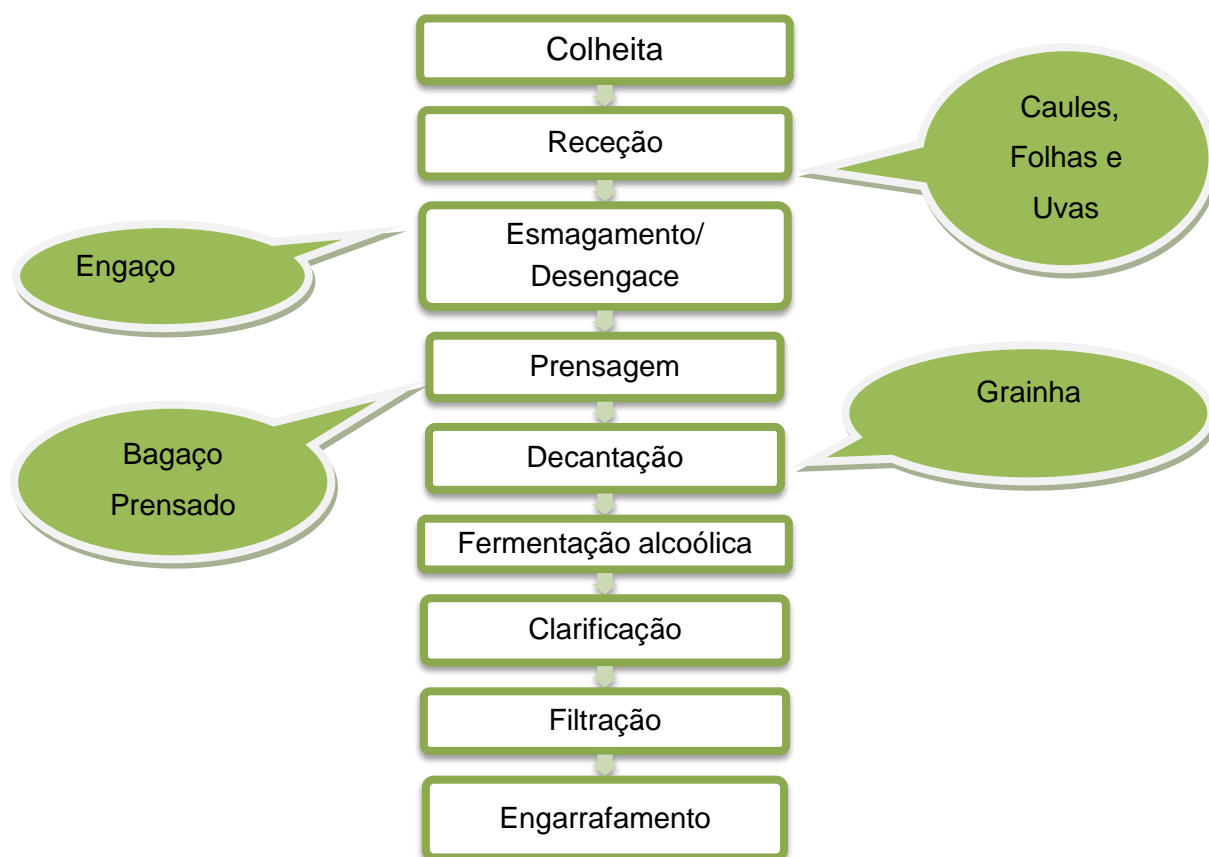 Colheita
Receção
Caules,
Folhas e
Uvas
Esmagamento/
Desengace
Engaço
Prensagem
Bagaço
Prensado
Decantação
Grainha
Fermentação alcoólica
Clarificação
Filtração
Engarrafamento